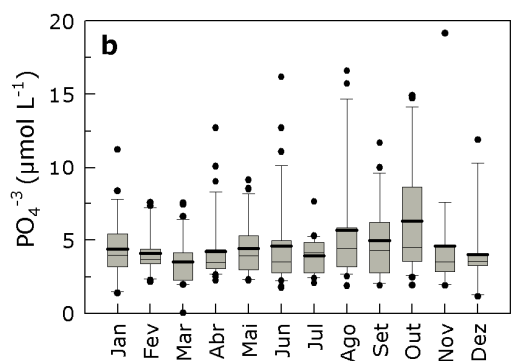 b
PO₄⁻³ (µmol L⁻¹)
20
15
10
5
0
Jan
Fev
Mar
Abr
Mai
Jun
Jul
Ago
Set
Out
Nov
Dez